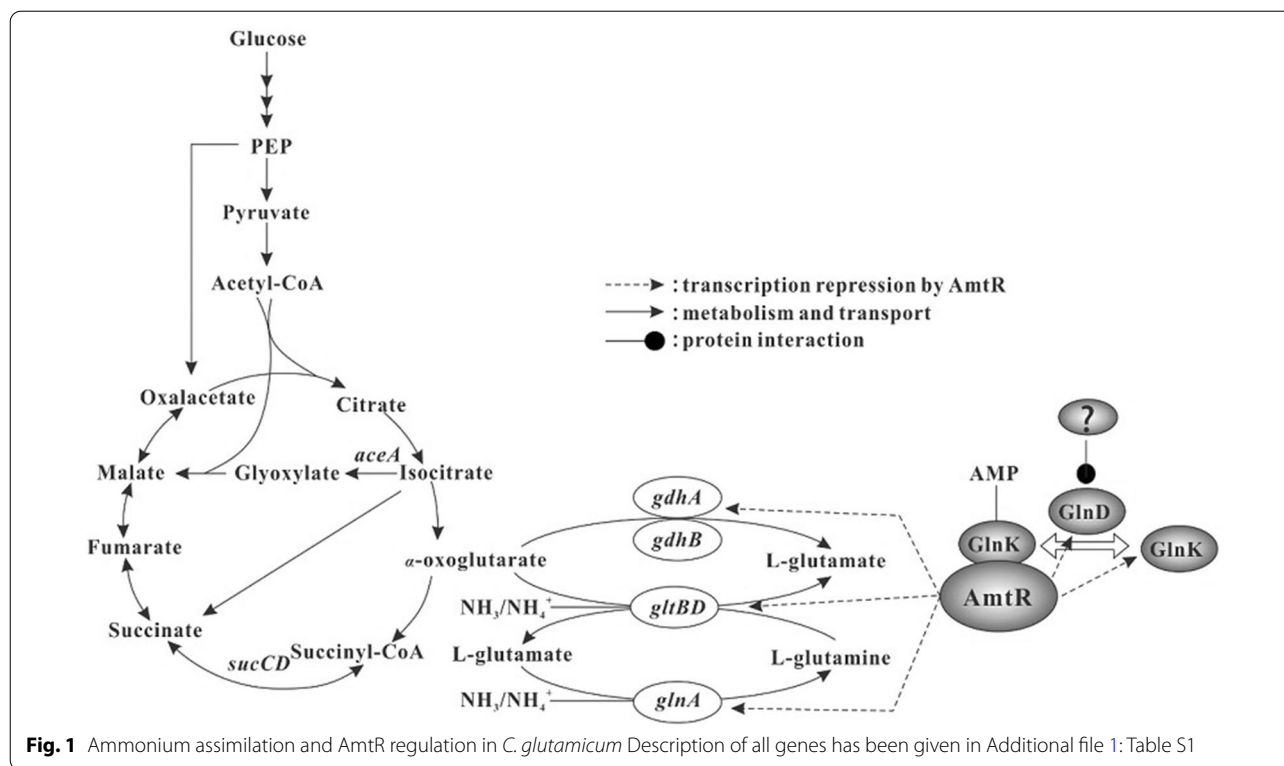 Glucose
PEP
Pyruvate
Acetyl-CoA
: transcription repression by AmtR
: metabolism and transport
: protein interaction
Oxalacetate
Citrate
Malate
Glyoxylate
aceA
Isocitrate
Fumarate
α-oxoglutarate
Succinate
sucCD
Succinyl-CoA
gdhA
gdhB
L-glutamate
NH₃/NH₄⁺
gltBD
L-glutamate
L-glutamine
NH₃/NH₄⁺
glnA
?
AMP
GlnD
GlnK
GlnK
AmtR
Fig. 1 Ammonium assimilation and AmtR regulation in C. glutamicum Description of all genes has been given in Additional file 1: Table S1